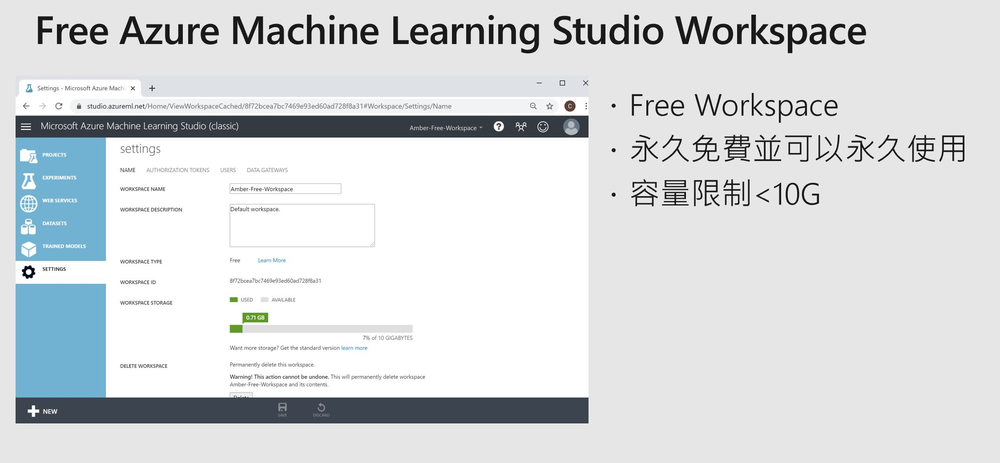 Free Azure Machine Learning Studio Workspace
Settings - Microsoft Azure Mach
studio.azureml.net/Home/ViewWorkspaceCached/8f72bcea7bc7469e93ed60ad728f8a31#Workspace/Settings/Name
C
Microsoft Azure Machine Learning Studio (classic)
Amber-Free-Workspace
?
PROJECTS
EXPERIMENTS
WEB SERVICES
DATASETS
TRAINED MODELS
SETTINGS
settings
NAME AUTHORIZATION TOKENS USERS DATA GATEWAYS
WORKSPACE NAME Amber-Free-Workspace
WORKSPACE DESCRIPTION Default workspace.
WORKSPACE TYPE Free Learn More
WORKSPACE ID 8f72bcea7bc7469e93ed60ad728f8a31
WORKSPACE STORAGE USED AVAILABLE
0.71 GB
7% of 10 GIGABYTES
Want more storage? Get the standard version learn more
DELETE WORKSPACE Permanently delete this workspace.
Warning! This action cannot be undone. This will permanently delete workspace
Amber-Free-Workspace and its contents.
Delete
NEW
SAVE DISCARD
• Free Workspace
• 永久免費並可以永久使用
• 容量限制<10G